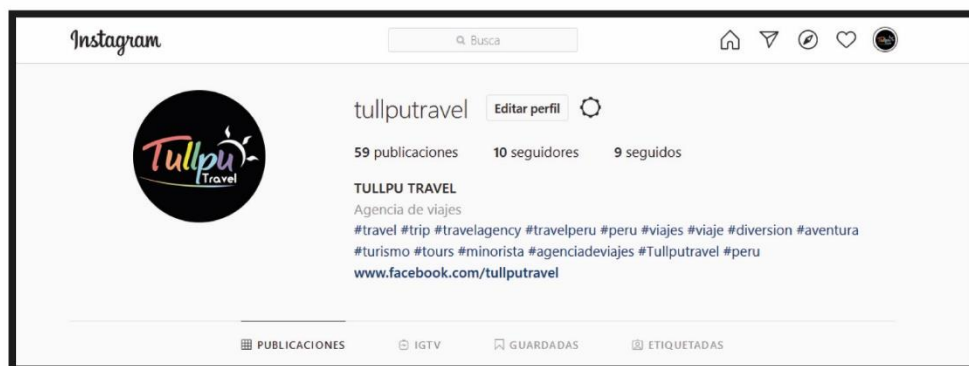 Instagram
Busca
Tullpu
Travel
tullputravel Editar perfil
59 publicaciones 10 seguidores 9 seguidos
TULLPU TRAVEL
Agencia de viajes
#travel #trip #travelagency #travelperu #peru #viajes #viaje #diversion #aventura
#turismo #tours #minorista #agenciadeviajes #Tullputravel #peru
www.facebook.com/tullputravel
PUBLICACIONES IGTV GUARDADAS ETIQUETADAS